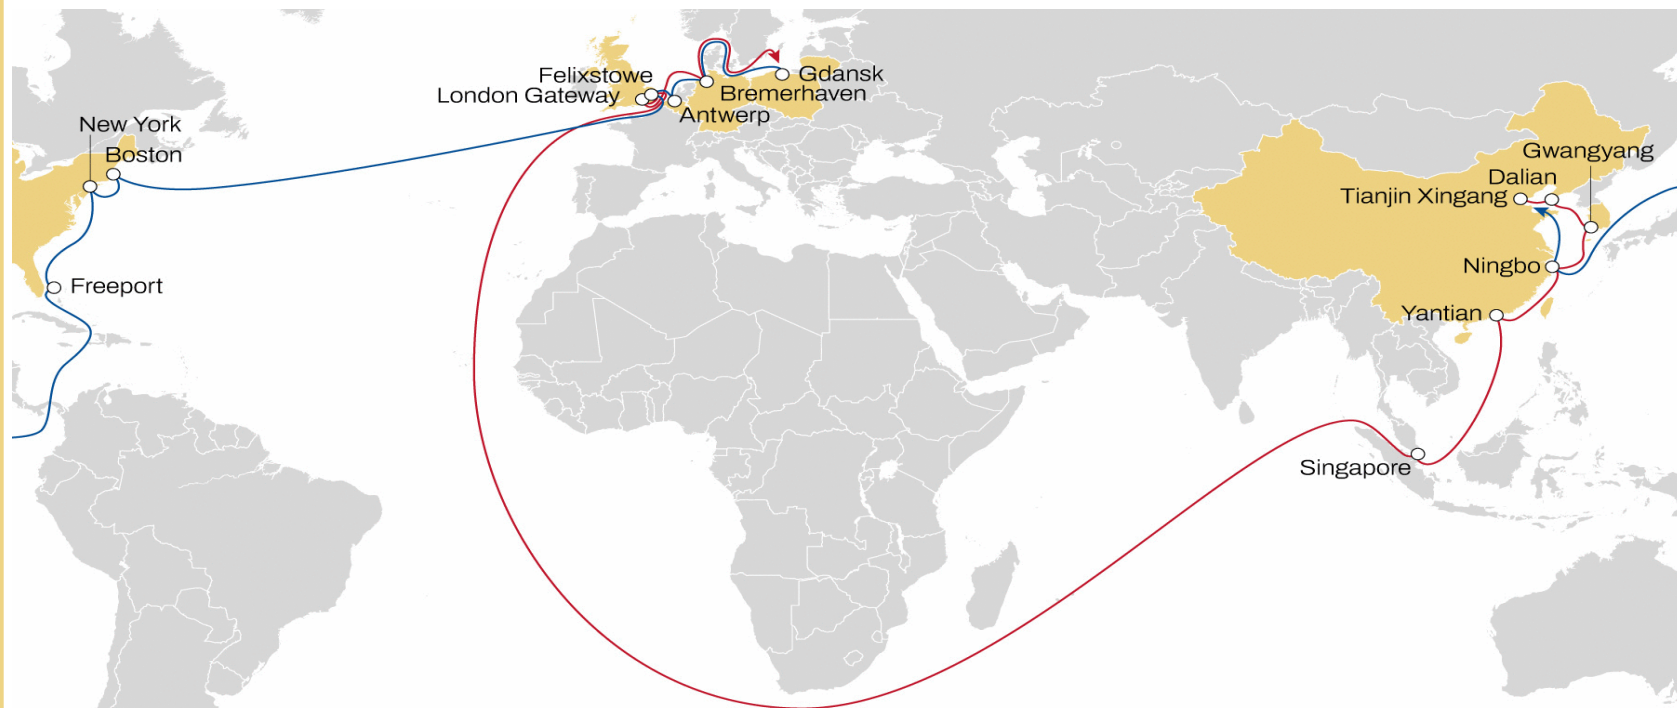 Felixstowe
London Gateway
Gdansk
Bremerhaven
Antwerp
New York
Boston
Freeport
Gwangyang
Dalian
Tianjin Xingang
Ningbo
Yantian
Singapore